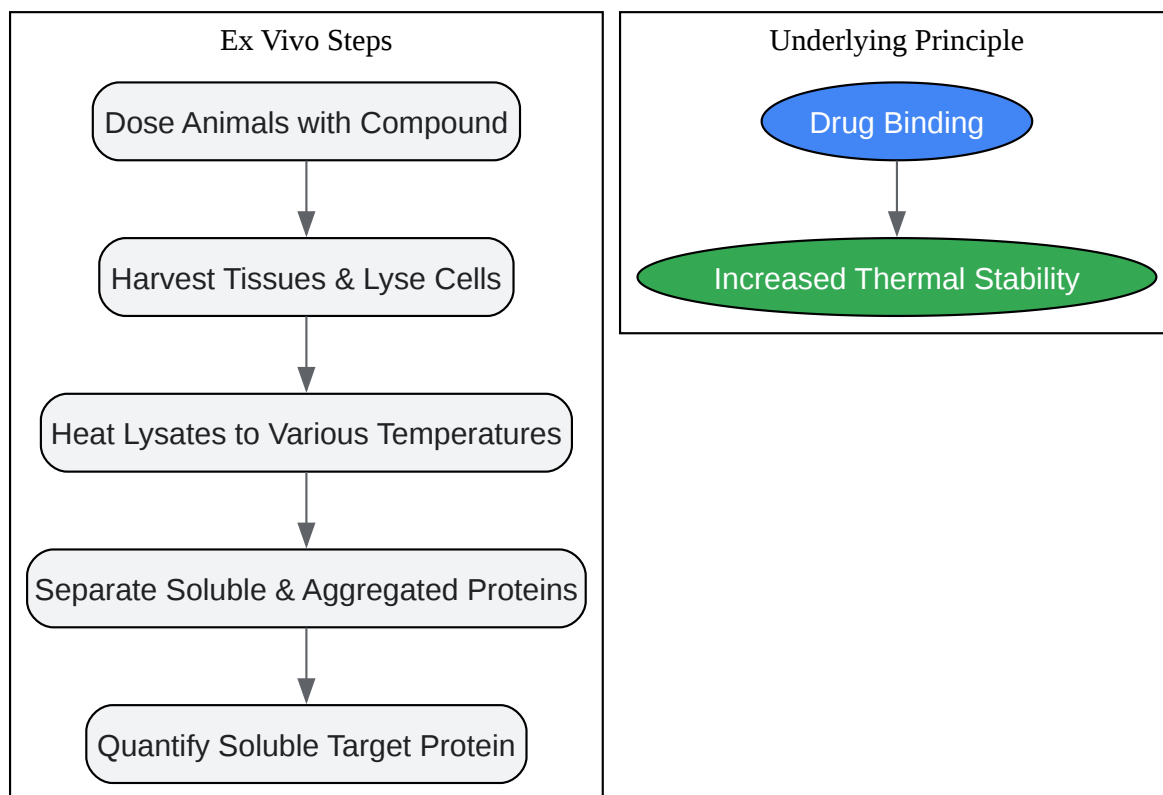 Ex Vivo Steps
Dose Animals with Compound
Harvest Tissues & Lyse Cells
Heat Lysates to Various Temperatures
Separate Soluble & Aggregated Proteins
Quantify Soluble Target Protein
Underlying Principle
Drug Binding
Increased Thermal Stability